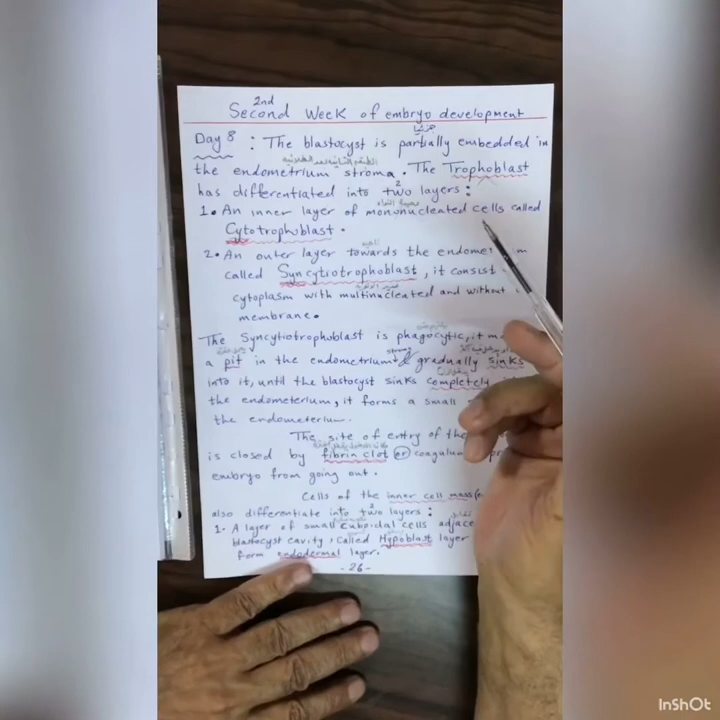 2nd
Second Week of embryo development
Day 8 : The blastocyst is partially embedded in
جزئيا
the endometrium stroma. The Trophoblast
has differentiated into two layers:
2
1. An inner layer of mononucleated cells called
Cytotrophoblast.
2. An outer layer towards the endome
called Syncytiotrophoblast, it consist
cytoplasm with multinucleated and without
membrane.
The Syncytiotrophoblast is phagocytic, it m
a pit in the endometrium & gradually sinks
stroma
into it, until the blastocyst sinks completely
the endometerium, it forms a small
the endometerium.
The site of entry of the
is closed by fibrin clot or coagulum pr
embryo from going out.
Cells of the inner cell mass (e
also differentiate into two layers :
2
1- A layer of small cuboidal cells adjace
blastocyst cavity, called Hypoblast layer
form endodermal layer.
-26-
InShOt